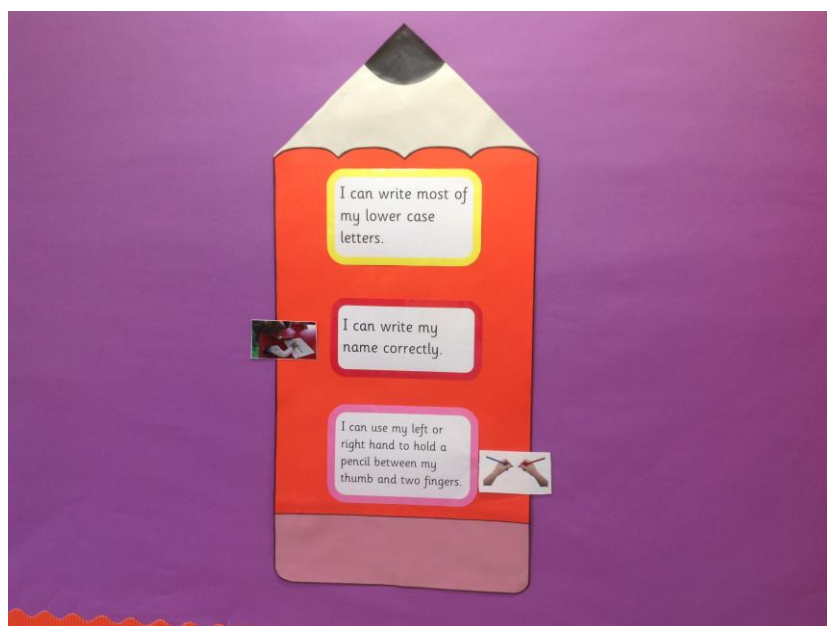 I can write most of
my lower case
letters.
I can write my
name correctly.
I can use my left or
right hand to hold a
pencil between my
thumb and two fingers.